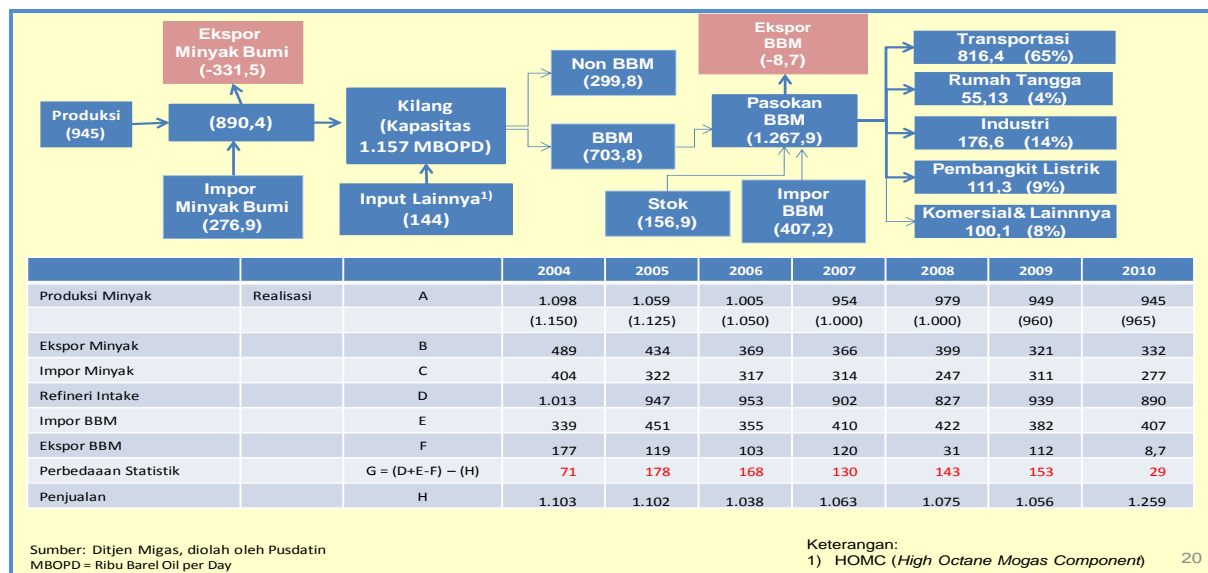 Ekspor
Minyak Bumi
(-331,5)
Produksi
(945)
(890,4)
Impor
Minyak Bumi
(276,9)
Kilang
(Kapasitas
1.157 MBOPD)
Input Lainnya1)
(144)
Non BBM
(299,8)
BBM
(703,8)
Stok
(156,9)
Ekspor
BBM
(-8,7)
Pasokan
BBM
(1.267,9)
Impor
BBM
(407,2)
Transportasi
816,4 (65%)
Rumah Tangga
55,13 (4%)
Industri
176,6 (14%)
Pembangkit Listrik
111,3 (9%)
Komersial& Lainnnya
100,1 (8%)
2004 2005 2006 2007 2008 2009 2010
Produksi Minyak Realisasi A 1.098 1.059 1.005 954 979 949 945
(1.150) (1.125) (1.050) (1.000) (1.000) (960) (965)
Ekspor Minyak B 489 434 369 366 399 321 332
Impor Minyak C 404 322 317 314 247 311 277
Refineri Intake D 1.013 947 953 902 827 939 890
Impor BBM E 339 451 355 410 422 382 407
Ekspor BBM F 177 119 103 120 31 112 8,7
Perbedaaan Statistik G = (D+E-F) – (H) 71 178 168 130 143 153 29
Penjualan H 1.103 1.102 1.038 1.063 1.075 1.056 1.259
Sumber: Ditjen Migas, diolah oleh Pusdatin
MBOPD = Ribu Barel Oil per Day
Keterangan:
1) HOMC (High Octane Mogas Component)
20